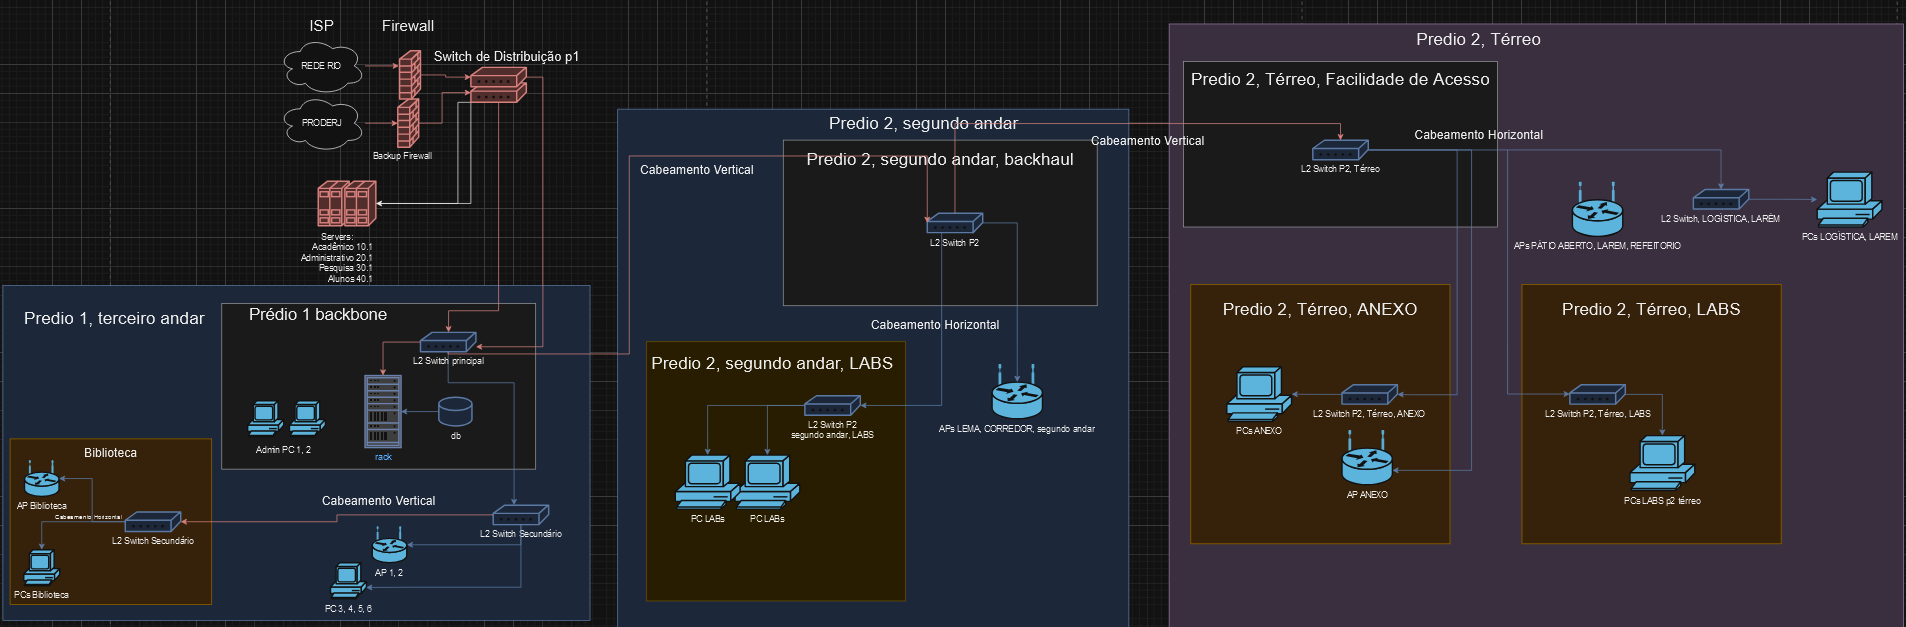 ISP
Firewall
REDE RIO
Switch de Distribuição p1
PRODERJ
Backup Firewall
Servers:
Acadêmico 10.1
Administrativo 20.1
Pesquisa 30.1
Alunos 40.1
Predio 1, terceiro andar
Prédio 1 backbone
L2 Switch principal
Admin PC 1, 2
rack
db
Biblioteca
AP Biblioteca
Cabeamento Horizontal
L2 Switch Secundário
PCs Biblioteca
Cabeamento Vertical
L2 Switch Secundário
AP 1, 2
PC 3, 4, 5, 6
Predio 2, segundo andar
Cabeamento Vertical
Predio 2, segundo andar, backhaul
L2 Switch P2
Cabeamento Horizontal
Predio 2, segundo andar, LABS
L2 Switch P2
segundo andar, LABS
PC LABs
PC LABs
APs LEMA, CORREDOR, segundo andar
Cabeamento Vertical
Predio 2, Térreo
Predio 2, Térreo, Facilidade de Acesso
L2 Switch P2, Térreo
Cabeamento Horizontal
APs PÁTIO ABERTO, LAREM, REFEITORIO
L2 Switch, LOGÍSTICA, LAREM
PCs LOGÍSTICA, LAREM
Predio 2, Térreo, ANEXO
PCs ANEXO
L2 Switch P2, Térreo, ANEXO
AP ANEXO
Predio 2, Térreo, LABS
L2 Switch P2, Térreo, LABS
PCs LABS p2 térreo